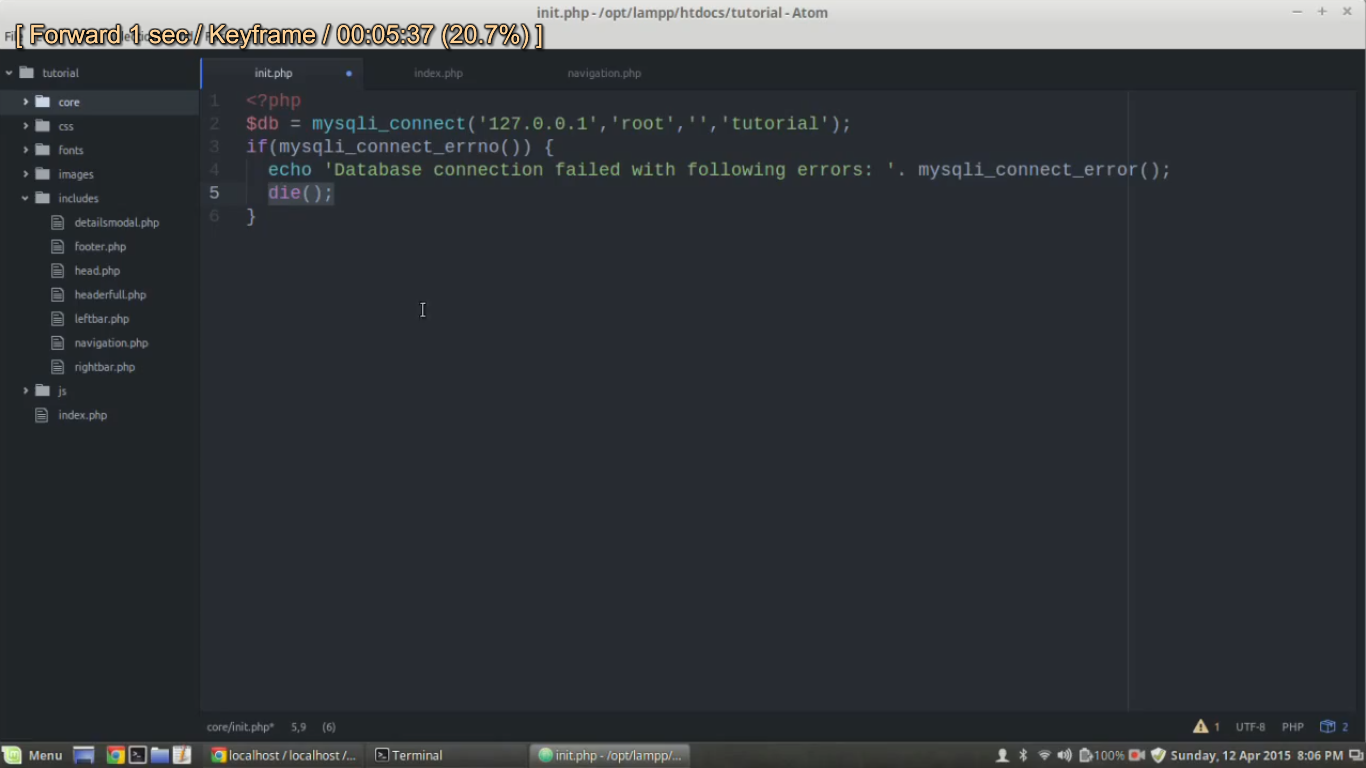 init.php - /opt/lampp/htdocs/tutorial - Atom
[ Forward 1 sec / Keyframe / 00:05:37 (20.7%) ]
tutorial
core
css
fonts
images
includes
detailsmodal.php
footer.php
head.php
headerfull.php
leftbar.php
navigation.php
rightbar.php
js
index.php
init.php
index.php
navigation.php
1 <?php
2 $db = mysqli_connect('127.0.0.1','root','','tutorial');
3 if(mysqli_connect_errno()) {
4 echo 'Database connection failed with following errors: '. mysqli_connect_error();
5 die();
6 }
core/init.php* 5,9 (6)
1 UTF-8 PHP 2
Menu
localhost / localhost /...
Terminal
init.php - /opt/lampp/...
100%
Sunday, 12 Apr 2015 8:06 PM